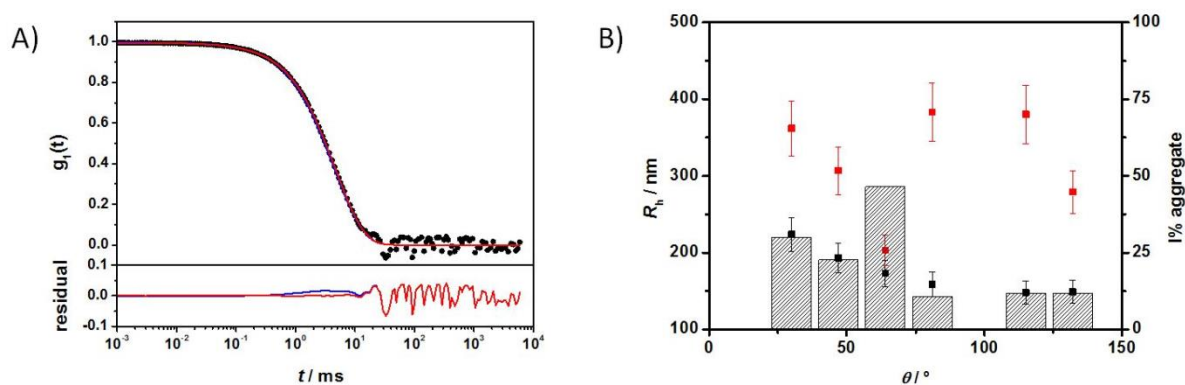 A)
g₁(t)
1.0
0.8
0.6
0.4
0.2
0.0
0.1
residual
0.0
-0.1
10⁻³ 10⁻² 10⁻¹ 10⁰ 10¹ 10² 10³ 10⁴
t / ms
B)
Rₕ / nm
500
400
300
200
100
0 50 100 150
θ / °
100
75
50
25
0
I% aggregate